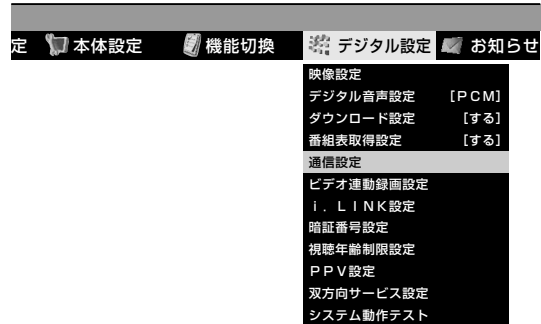 定 本体設定 機能切換 デジタル設定 お知らせ
映像設定
デジタル音声設定 [PCM]
ダウンロード設定 [する]
番組表取得設定 [する]
通信設定
ビデオ連動録画設定
i.LINK設定
暗証番号設定
視聴年齢制限設定
PPV設定
双方向サービス設定
システム動作テスト